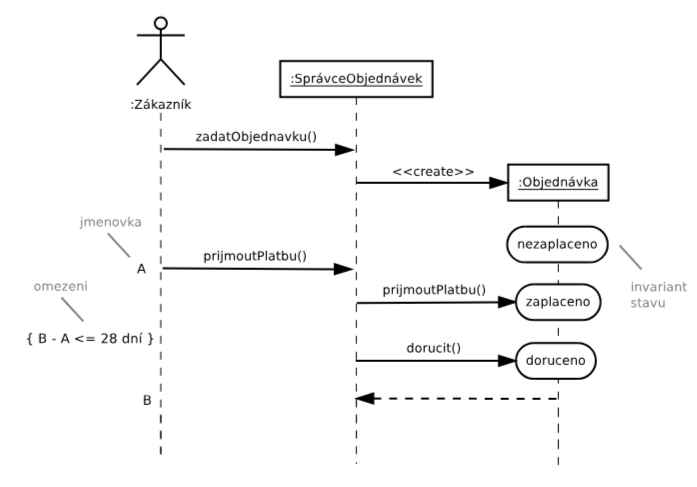 :SprávceObjednávek
:Zákazník
zadatObjednavku()
<<create>>
:Objednávka
jmenovka
nezaplaceno
prijmoutPlatbu()
A
omezeni
prijmoutPlatbu()
invariant
stavu
zaplaceno
{ B - A <= 28 dní }
dorucit()
doruceno
B